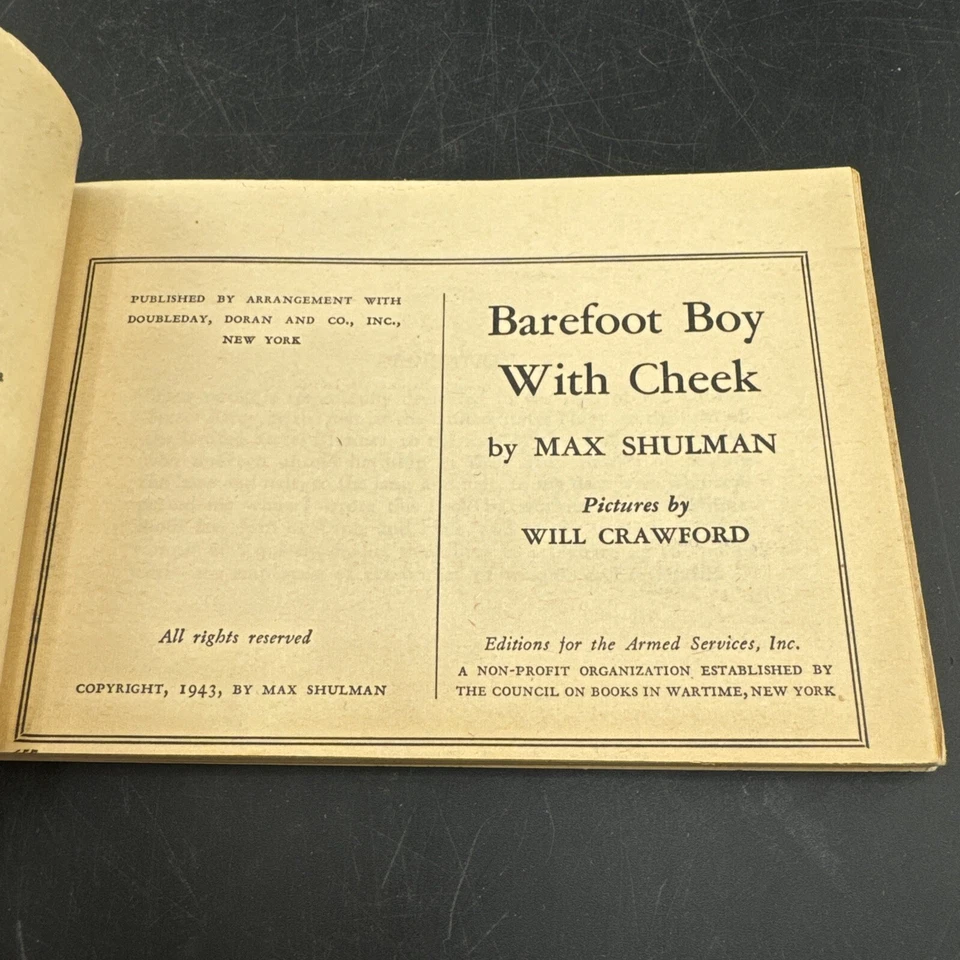 PUBLISHED BY ARRANGEMENT WITH
DOUBLEDAY, DORAN AND CO., INC.,
NEW YORK
All rights reserved
COPYRIGHT, 1943, BY MAX SHULMAN
Barefoot Boy
With Cheek
by MAX SHULMAN
Pictures by
WILL CRAWFORD
Editions for the Armed Services, Inc.
A NON-PROFIT ORGANIZATION ESTABLISHED BY
THE COUNCIL ON BOOKS IN WARTIME, NEW YORK